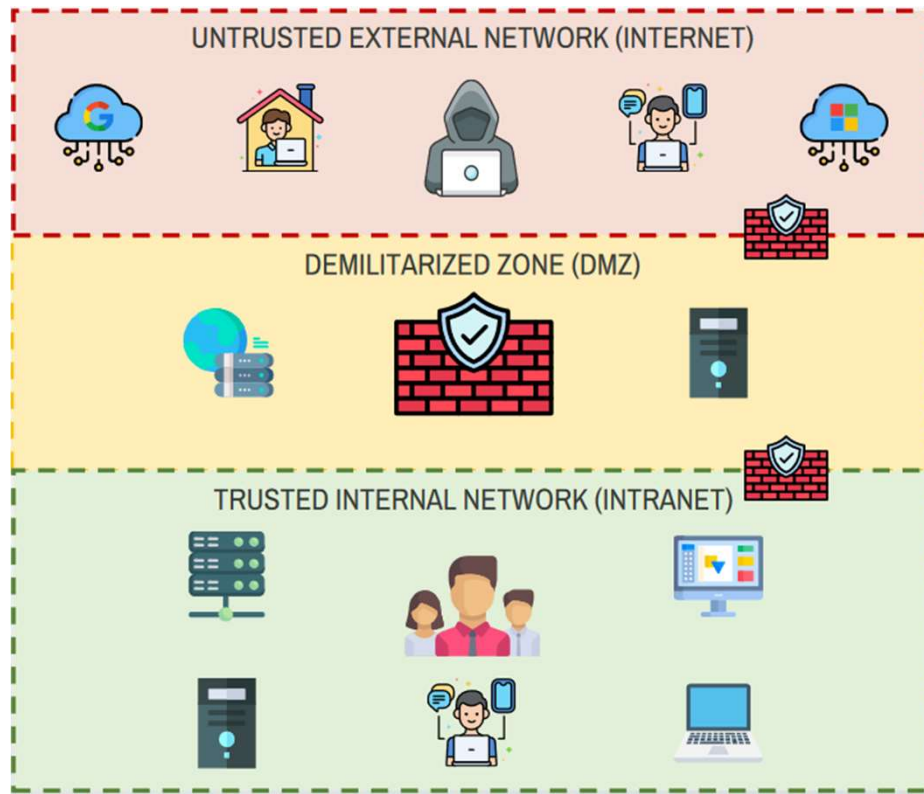 UNTRUSTED EXTERNAL NETWORK (INTERNET)
DEMILITARIZED ZONE (DMZ)
TRUSTED INTERNAL NETWORK (INTRANET)